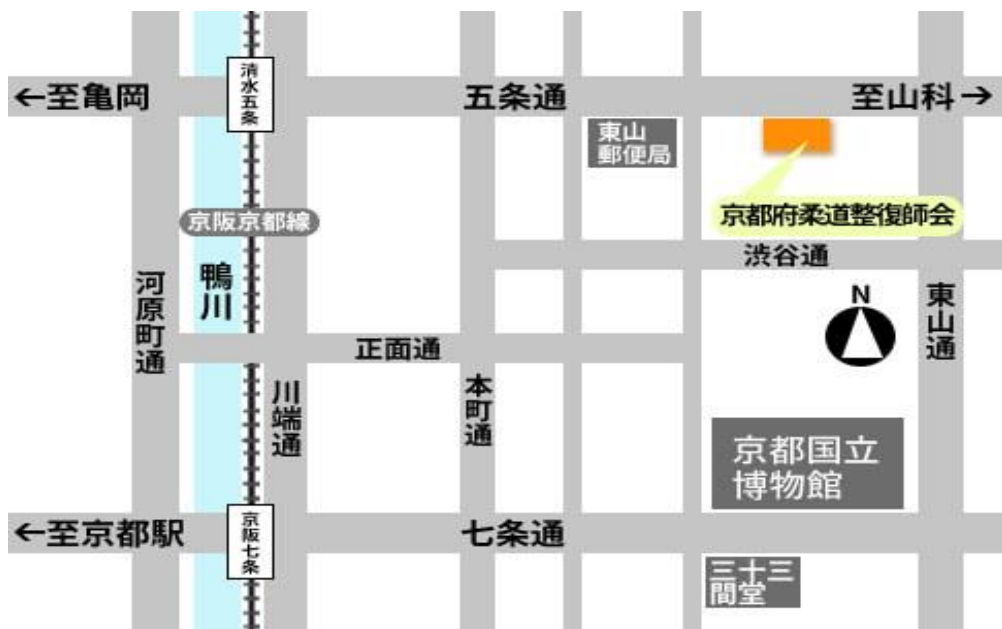 清水五条
←至亀岡
五条通
至山科→
東山
郵便局
京都府柔道整復師会
京阪京都線
渋谷通
鴨川
河原町通
N
東山通
正面通
川端通
本町通
京都国立
博物館
←至京都駅
京阪七条
七条通
三十三
間堂